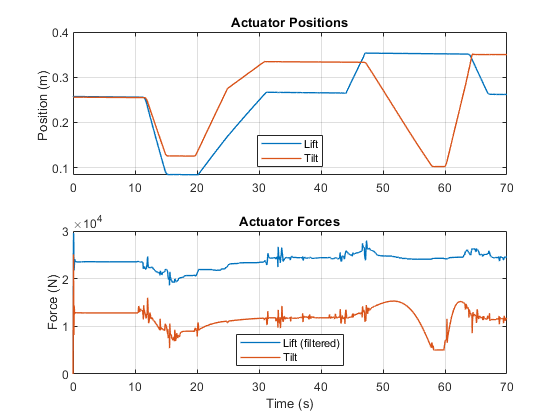 Actuator Positions
0.4
0.3
0.2
0.1
Position (m)
Lift
Tilt
0 10 20 30 40 50 60 70
Actuator Forces
×10⁴
3
2
1
0
Force (N)
Lift (filtered)
Tilt
0 10 20 30 40 50 60 70
Time (s)